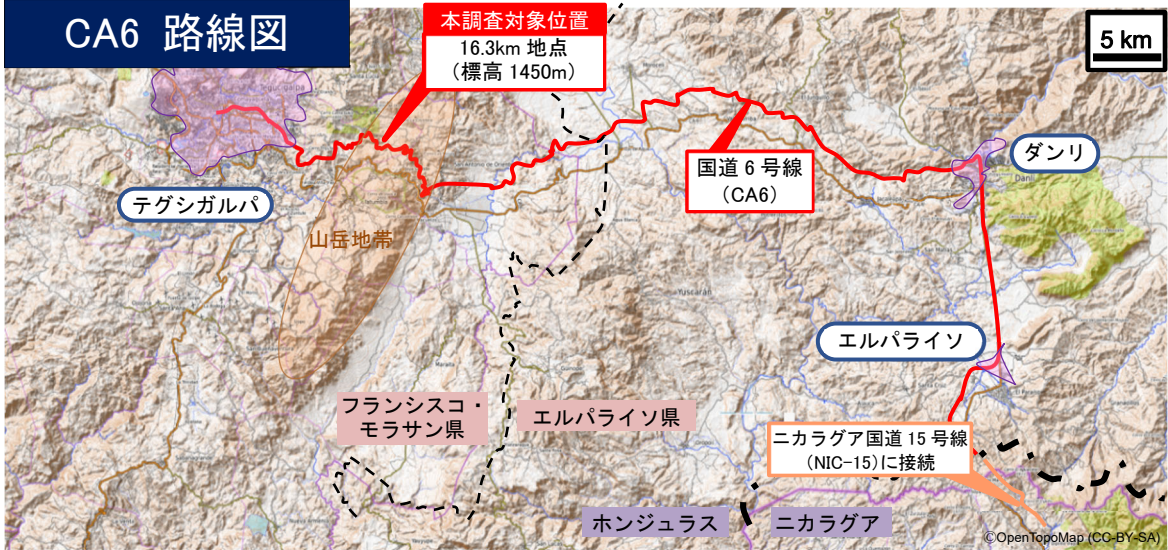 CA6 路線図
本調査対象位置
16.3km 地点
（標高 1450m）
5 km
テグシガルパ
山岳地帯
国道 6 号線
（CA6）
ダンリ
Danlí
Yuscarán
エルパライソ
フランシスコ・
モラサン県
エルパライソ県
ニカラグア国道 15 号線
（NIC-15）に接続
ホンジュラス
ニカラグア
©OpenTopoMap (CC-BY-SA)